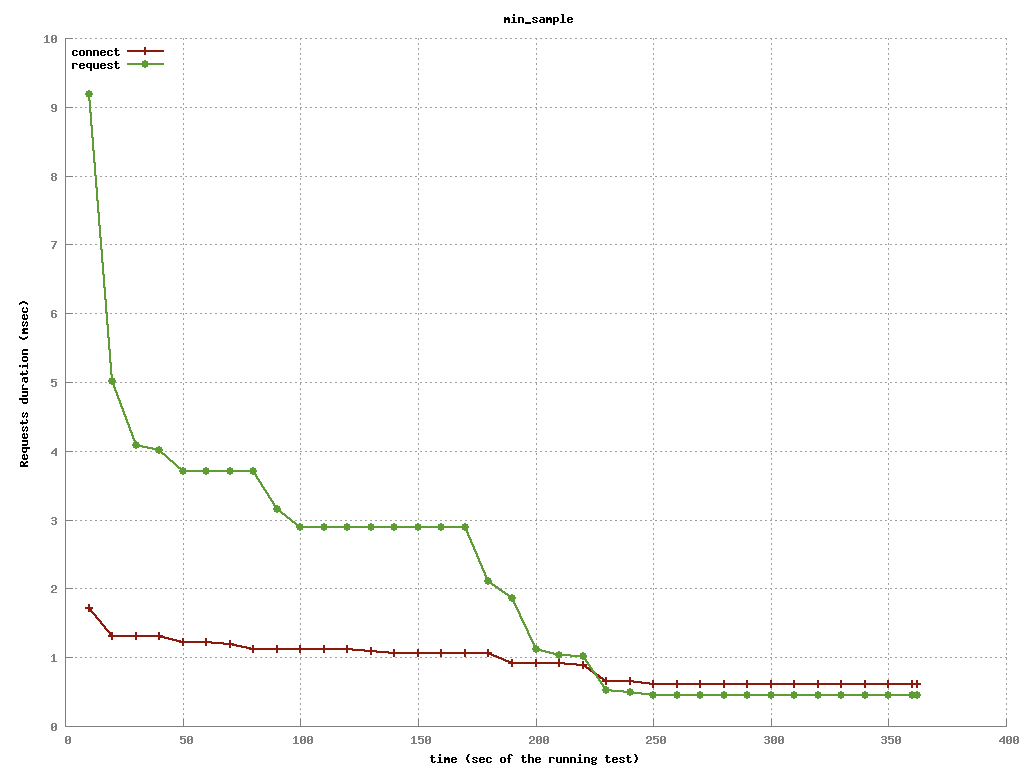 min_sample
connect
request
10
9
8
7
6
5
4
3
2
1
0
Requests duration (msec)
0 50 100 150 200 250 300 350 400
time (sec of the running test)